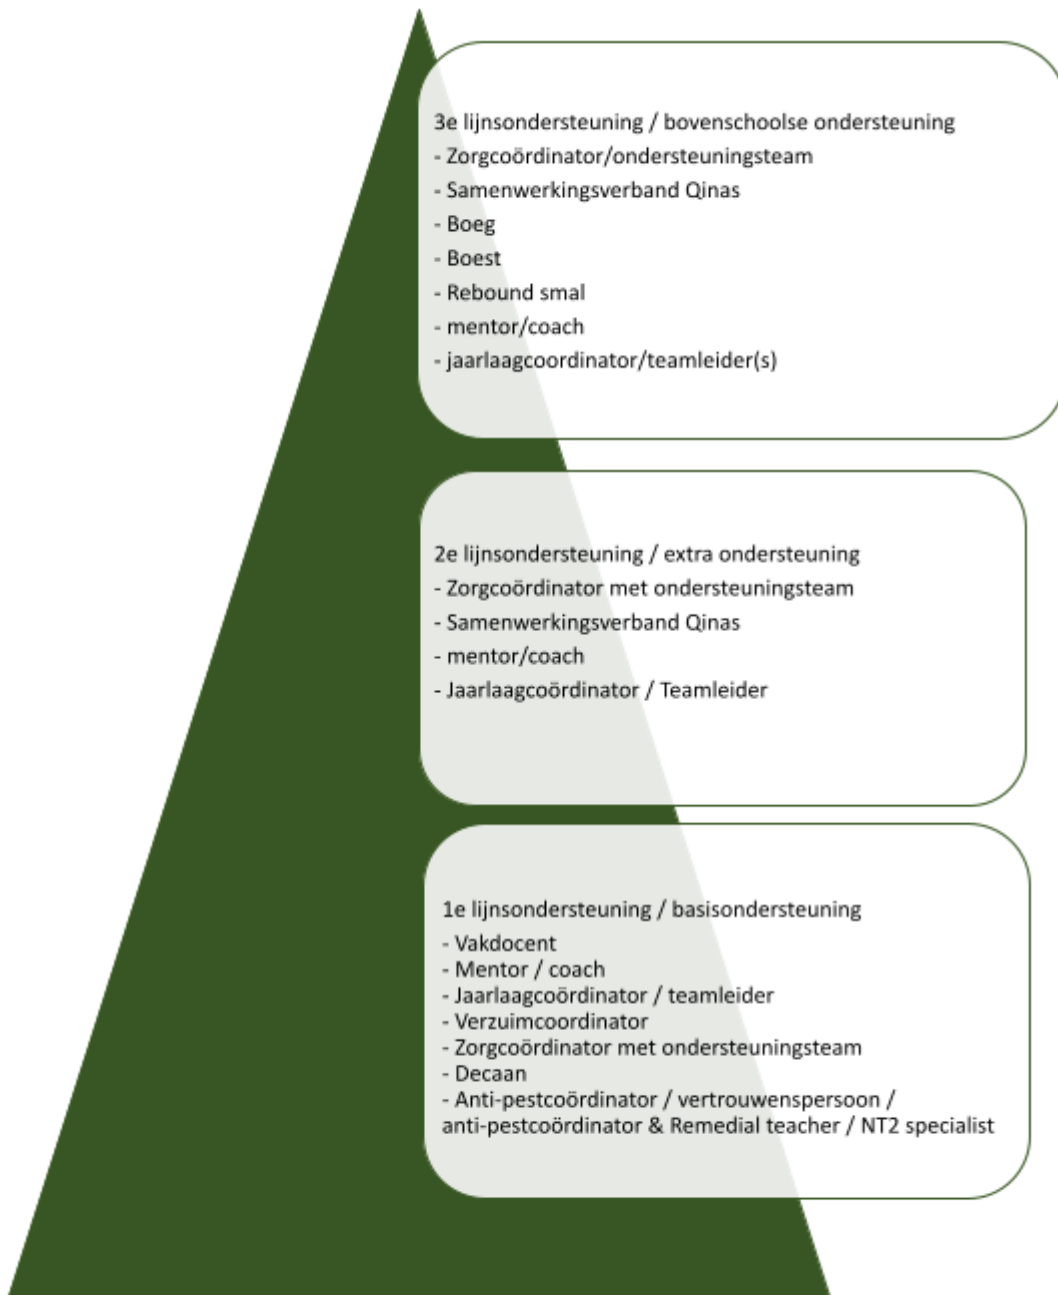 3e lijnsondersteuning / bovenschoolse ondersteuning
- Zorgcoördinator/ondersteuningsteam
- Samenwerkingsverband Qinas
- Boeg
- Boest
- Rebound smal
- mentor/coach
- jaarlaagcoordinator/teamleider(s)
2e lijnsondersteuning / extra ondersteuning
- Zorgcoördinator met ondersteuningsteam
- Samenwerkingsverband Qinas
- mentor/coach
- Jaarlaagcoördinator / Teamleider
1e lijnsondersteuning / basisondersteuning
- Vakdocent
- Mentor / coach
- Jaarlaagcoördinator / teamleider
- Verzuimcoordinator
- Zorgcoördinator met ondersteuningsteam
- Decaan
- Anti-pestcoördinator / vertrouwenspersoon /
anti-pestcoördinator & Remedial teacher / NT2 specialist